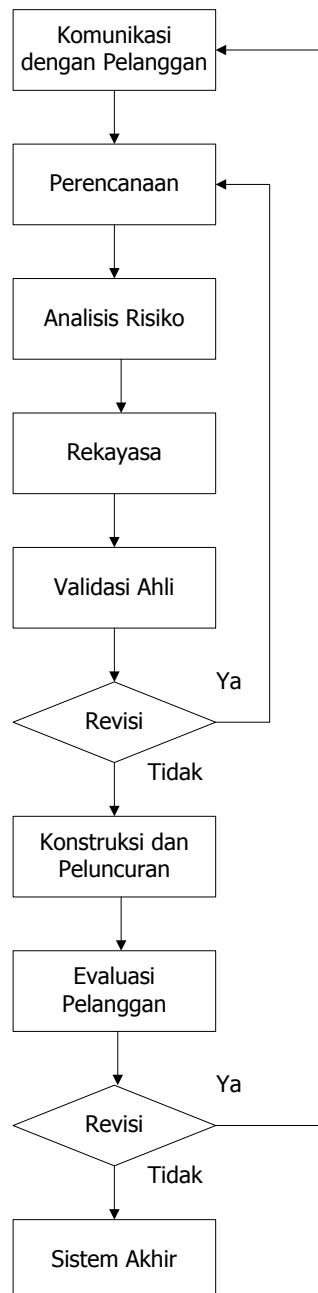 Komunikasi
dengan Pelanggan
Perencanaan
Analisis Risiko
Rekayasa
Validasi Ahli
Ya
Revisi
Tidak
Konstruksi dan
Peluncuran
Evaluasi
Pelanggan
Ya
Revisi
Tidak
Sistem Akhir